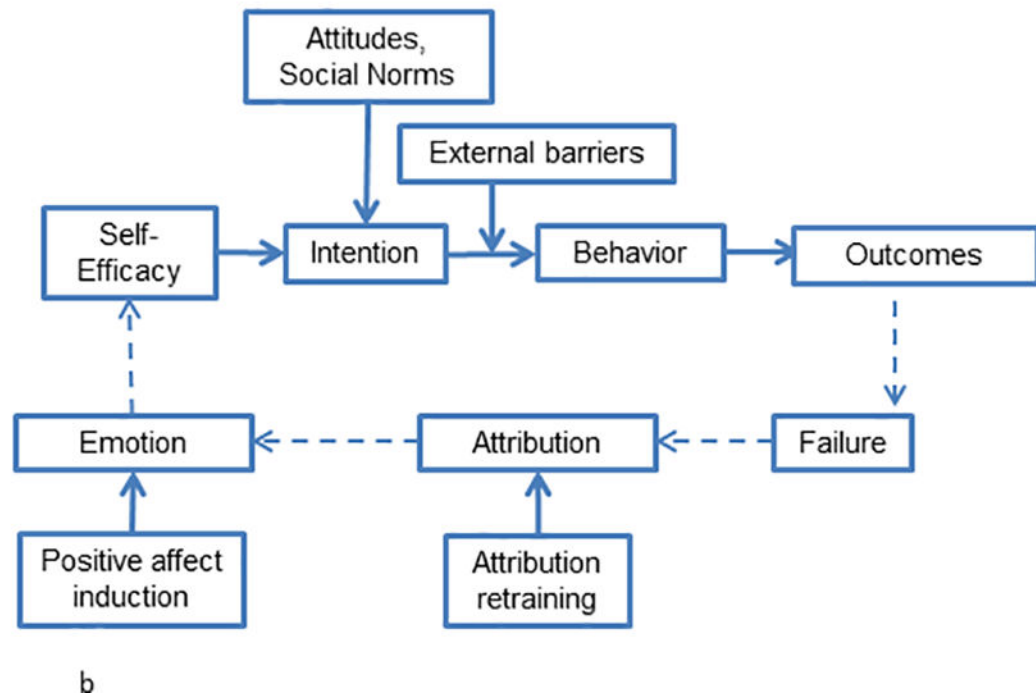 Attitudes,
Social Norms
External barriers
Self-
Efficacy
Intention
Behavior
Outcomes
Emotion
Attribution
Failure
Positive affect
induction
Attribution
retraining
b